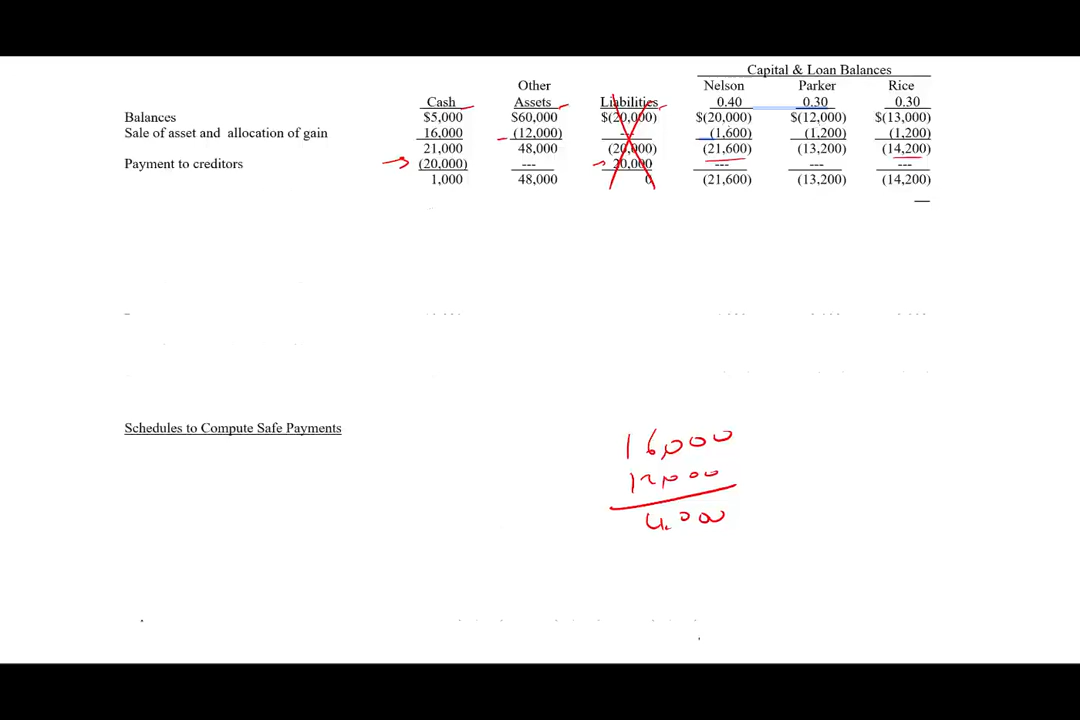 Capital & Loan Balances
Other Nelson Parker Rice
Cash Assets Liabilities 0.40 0.30 0.30
Balances $5,000 $60,000 $(20,000) $(20,000) $(12,000) $(13,000)
Sale of asset and allocation of gain 16,000 (12,000) --- (1,600) (1,200) (1,200)
21,000 48,000 (20,000) (21,600) (13,200) (14,200)
Payment to creditors (20,000) --- 20,000 --- --- ---
1,000 48,000 0 (21,600) (13,200) (14,200)
Schedules to Compute Safe Payments
16,000
12,000
4,000